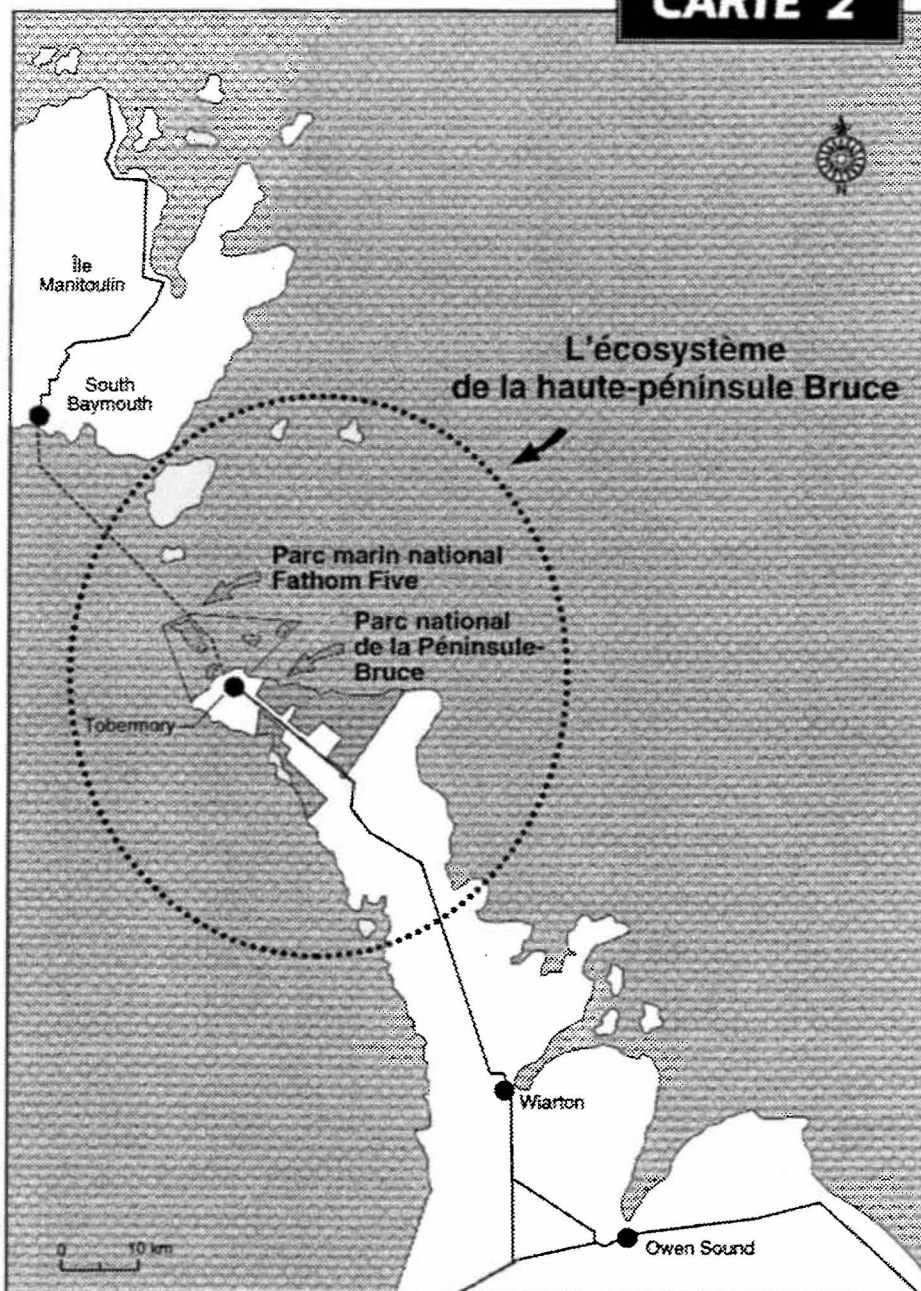 CARTE 2
N
Île
Manitoulin
South
Baymouth
L'écosystème
de la haute-péninsule Bruce
Parc marin national
Fathom Five
Parc national
de la Péninsule-
Bruce
Tobermory
Wiarton
Owen Sound
0 10 km